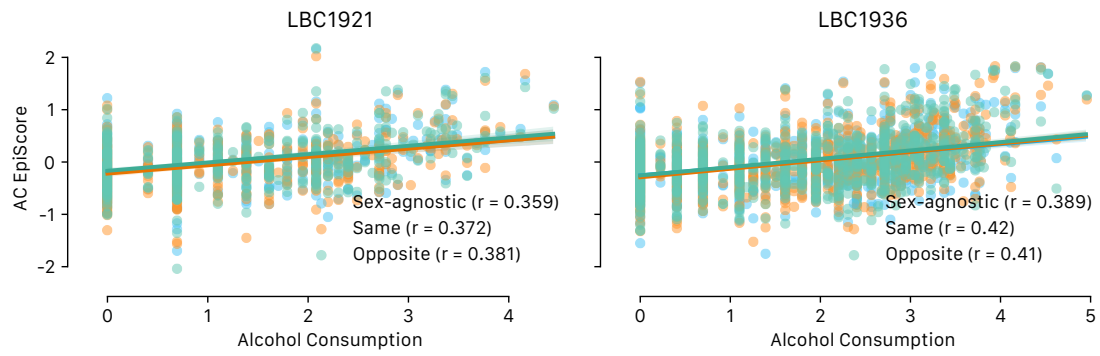 LBC1921
LBC1936
AC EpiScore
2
1
0
-1
-2
Sex-agnostic (r = 0.359)
Same (r = 0.372)
Opposite (r = 0.381)
Sex-agnostic (r = 0.389)
Same (r = 0.42)
Opposite (r = 0.41)
0 1 2 3 4
0 1 2 3 4 5
Alcohol Consumption
Alcohol Consumption